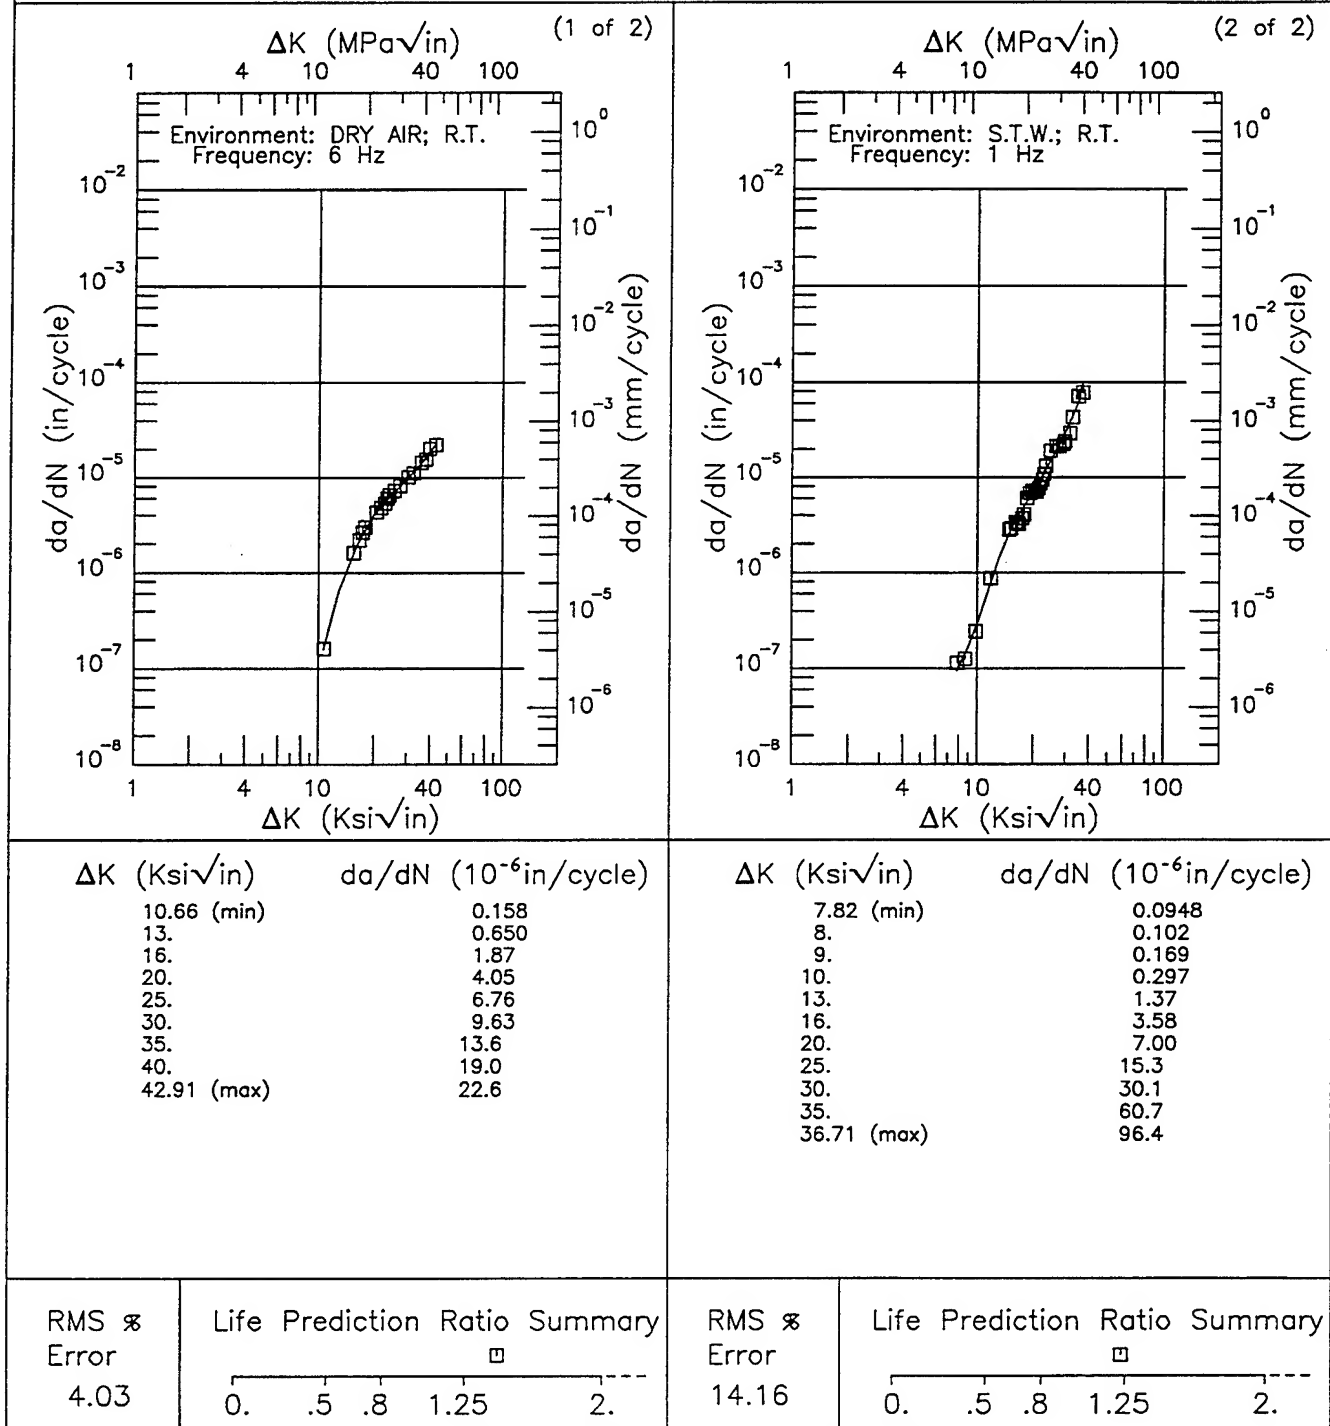 (1 of 2)
ΔK (MPa√in)
1 4 10 40 100
Environment: DRY AIR; R.T.
Frequency: 6 Hz
10⁰
10⁻²
10⁻¹
10⁻³
10⁻²
10⁻⁴
10⁻³
10⁻⁵
10⁻⁴
10⁻⁶
10⁻⁵
10⁻⁷
10⁻⁶
10⁻⁸
da/dN (in/cycle)
da/dN (mm/cycle)
1 4 10 40 100
ΔK (Ksi√in)
(2 of 2)
ΔK (MPa√in)
1 4 10 40 100
Environment: S.T.W.; R.T.
Frequency: 1 Hz
10⁰
10⁻²
10⁻¹
10⁻³
10⁻²
10⁻⁴
10⁻³
10⁻⁵
10⁻⁴
10⁻⁶
10⁻⁵
10⁻⁷
10⁻⁶
10⁻⁸
da/dN (in/cycle)
da/dN (mm/cycle)
1 4 10 40 100
ΔK (Ksi√in)
ΔK (Ksi√in) da/dN (10⁻⁶in/cycle)
10.66 (min) 0.158
13. 0.650
16. 1.87
20. 4.05
25. 6.76
30. 9.63
35. 13.6
40. 19.0
42.91 (max) 22.6
ΔK (Ksi√in) da/dN (10⁻⁶in/cycle)
7.82 (min) 0.0948
8. 0.102
9. 0.169
10. 0.297
13. 1.37
16. 3.58
20. 7.00
25. 15.3
30. 30.1
35. 60.7
36.71 (max) 96.4
RMS %
Error
4.03
Life Prediction Ratio Summary
0. .5 .8 1.25 2.
RMS %
Error
14.16
Life Prediction Ratio Summary
0. .5 .8 1.25 2.